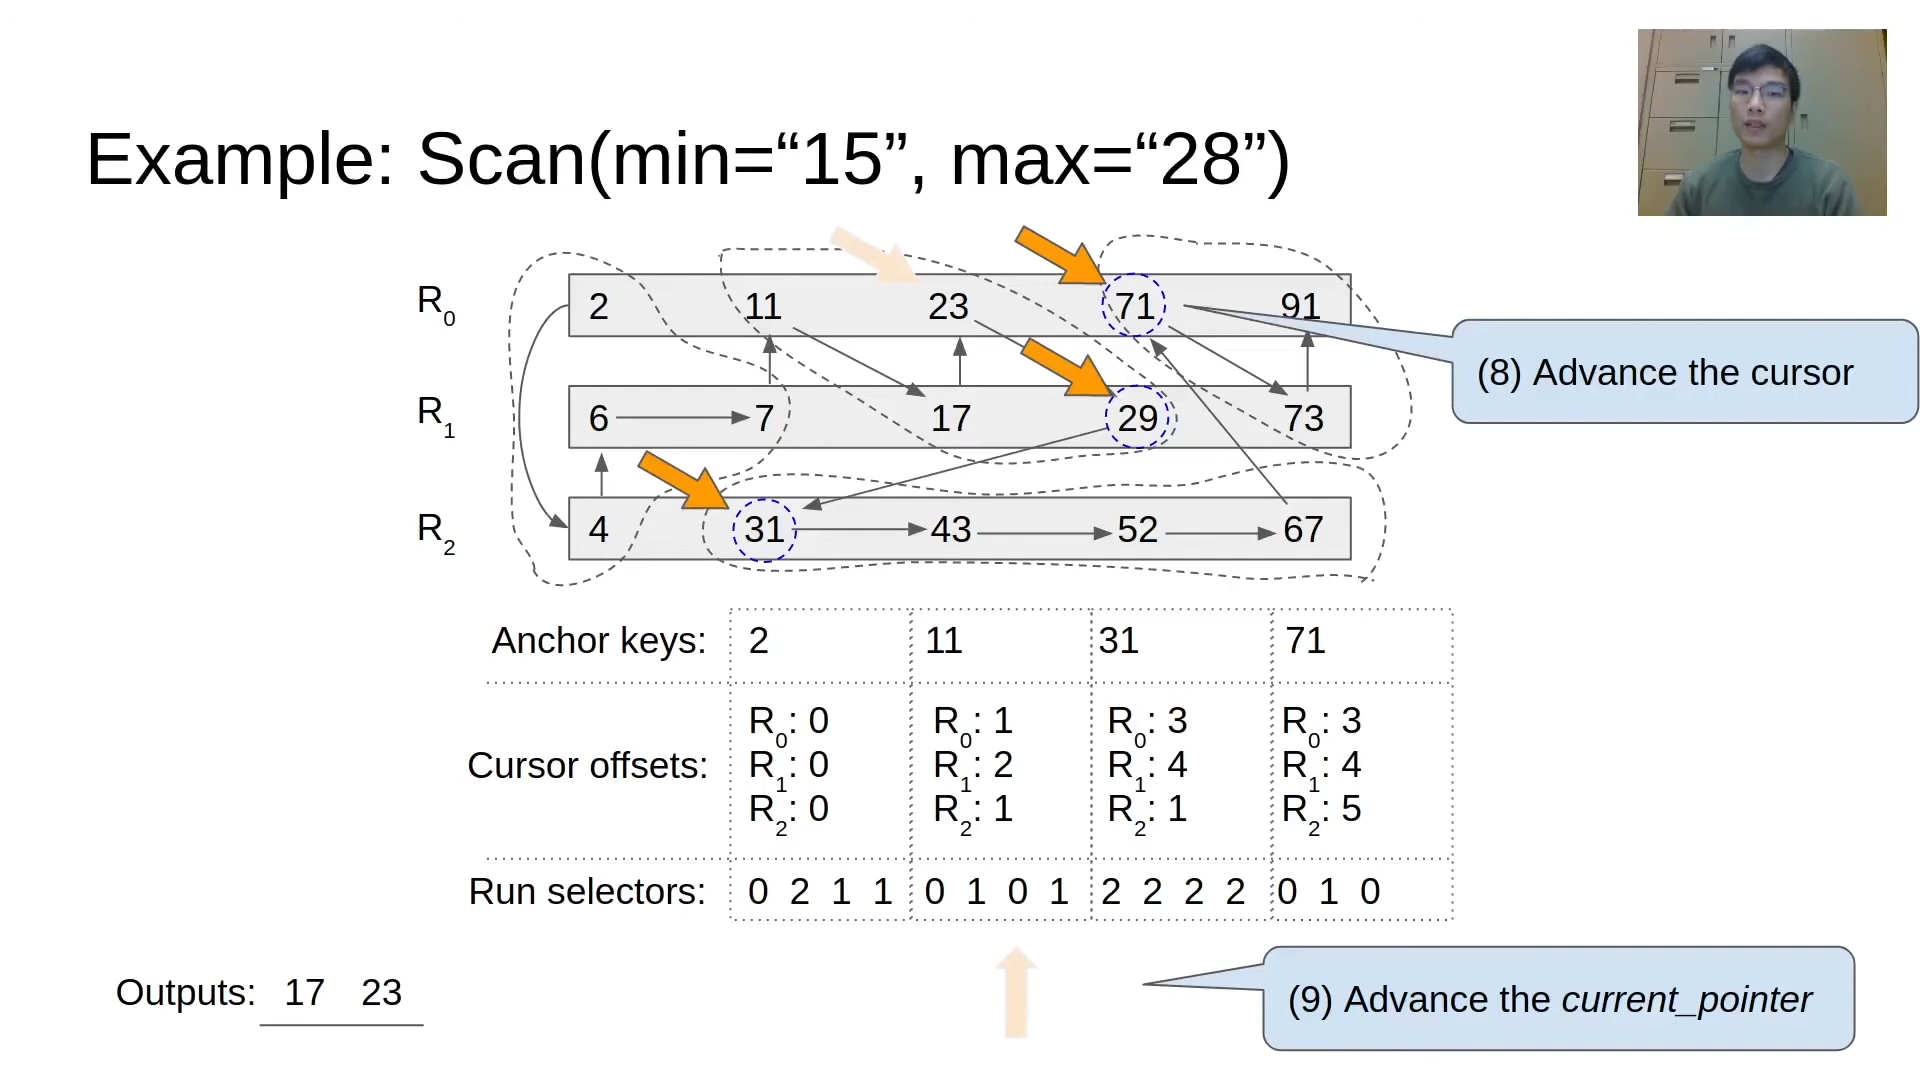 Example: Scan(min=“15”, max=“28”)
R0 2 11 23 71 91
(8) Advance the cursor
R1 6 7 17 29 73
R2 4 31 43 52 67
Anchor keys: 2 11 31 71
R0: 0 R0: 1 R0: 3 R0: 3
Cursor offsets: R1: 0 R1: 2 R1: 4 R1: 4
R2: 0 R2: 1 R2: 1 R2: 5
Run selectors: 0 2 1 1 0 1 0 1 2 2 2 2 0 1 0
Outputs: 17 23
(9) Advance the current_pointer